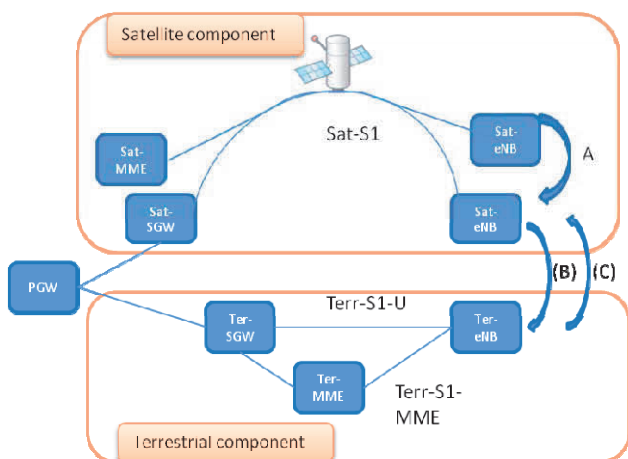 Satellite component
Sat-S1
Sat-
eNB
A
Sat-
MME
Sat-
SGW
Sat-
eNB
(B)
(C)
PGW
Terr-S1-U
Ter-
SGW
Ter-
eNB
Ter-
MME
Terr-S1-
MME
Terrestrial component